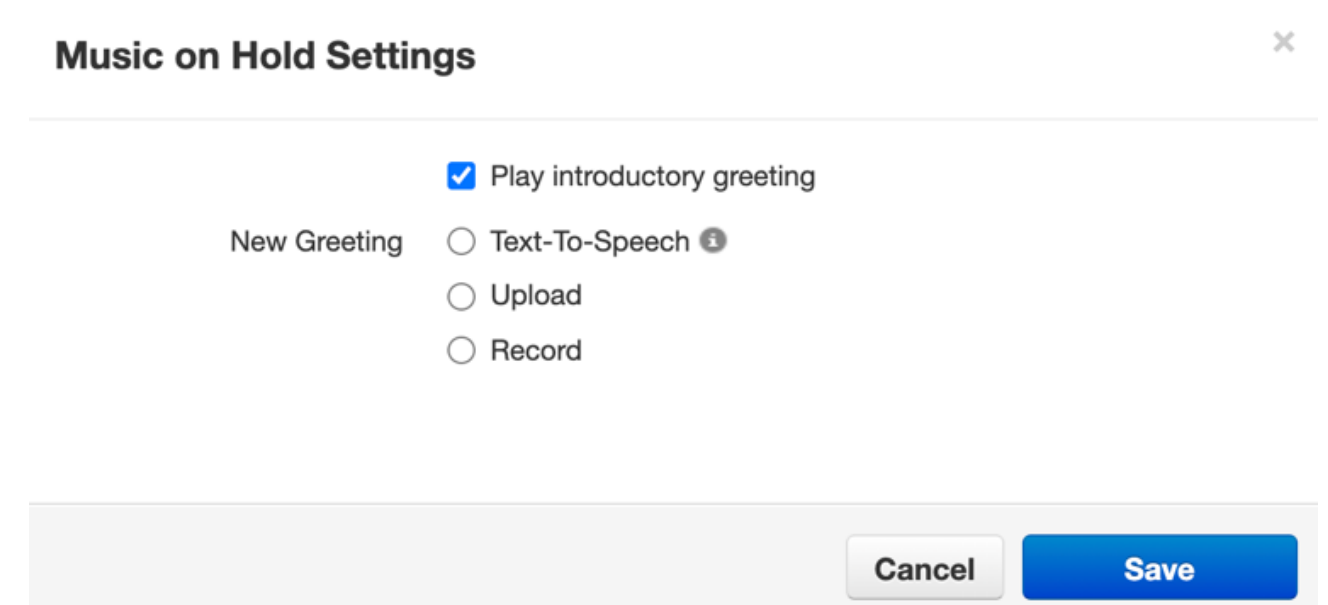 Music on Hold Settings
Play introductory greeting
New Greeting Text-To-Speech
Upload
Record
Cancel Save